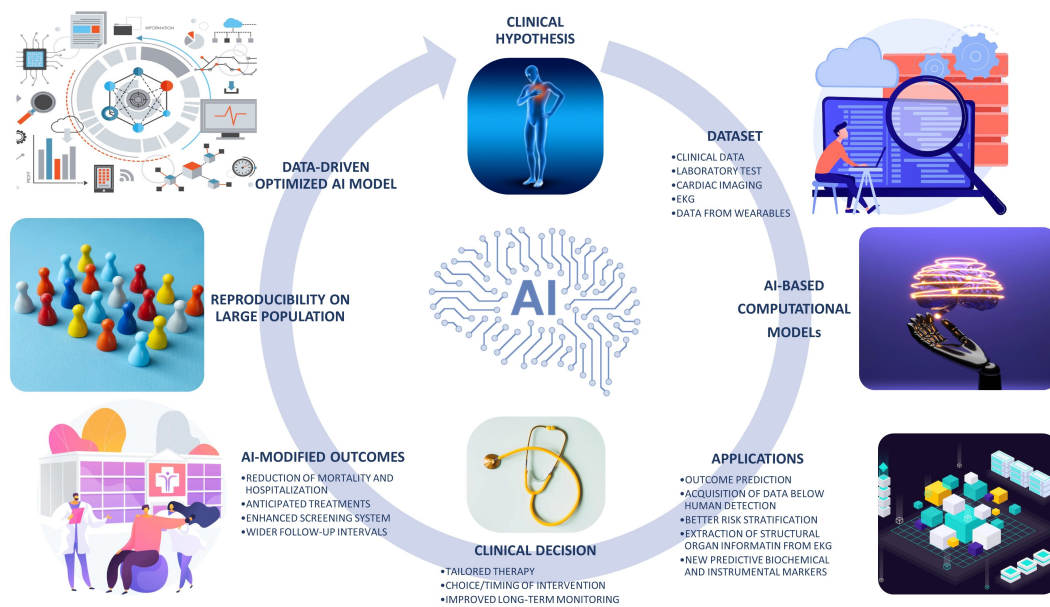 CLINICAL
HYPOTHESIS
DATASET
•CLINICAL DATA
•LABORATORY TEST
•CARDIAC IMAGING
•EKG
•DATA FROM WEARABLES
AI-BASED
COMPUTATIONAL
MODELs
APPLICATIONS
•OUTCOME PREDICTION
•ACQUISITION OF DATA BELOW
HUMAN DETECTION
•BETTER RISK STRATIFICATION
•EXTRACTION OF STRUCTURAL
ORGAN INFORMATIN FROM EKG
•NEW PREDICTIVE BIOCHEMICAL
AND INSTRUMENTAL MARKERS
CLINICAL DECISION
•TAILORED THERAPY
•CHOICE/TIMING OF INTERVENTION
•IMPROVED LONG-TERM MONITORING
AI-MODIFIED OUTCOMES
•REDUCTION OF MORTALITY AND
HOSPITALIZATION
•ANTICIPATED TREATMENTS
•ENHANCED SCREENING SYSTEM
•WIDER FOLLOW-UP INTERVALS
REPRODUCIBILITY ON
LARGE POPULATION
DATA-DRIVEN
OPTIMIZED AI MODEL
INFORMATION
AI